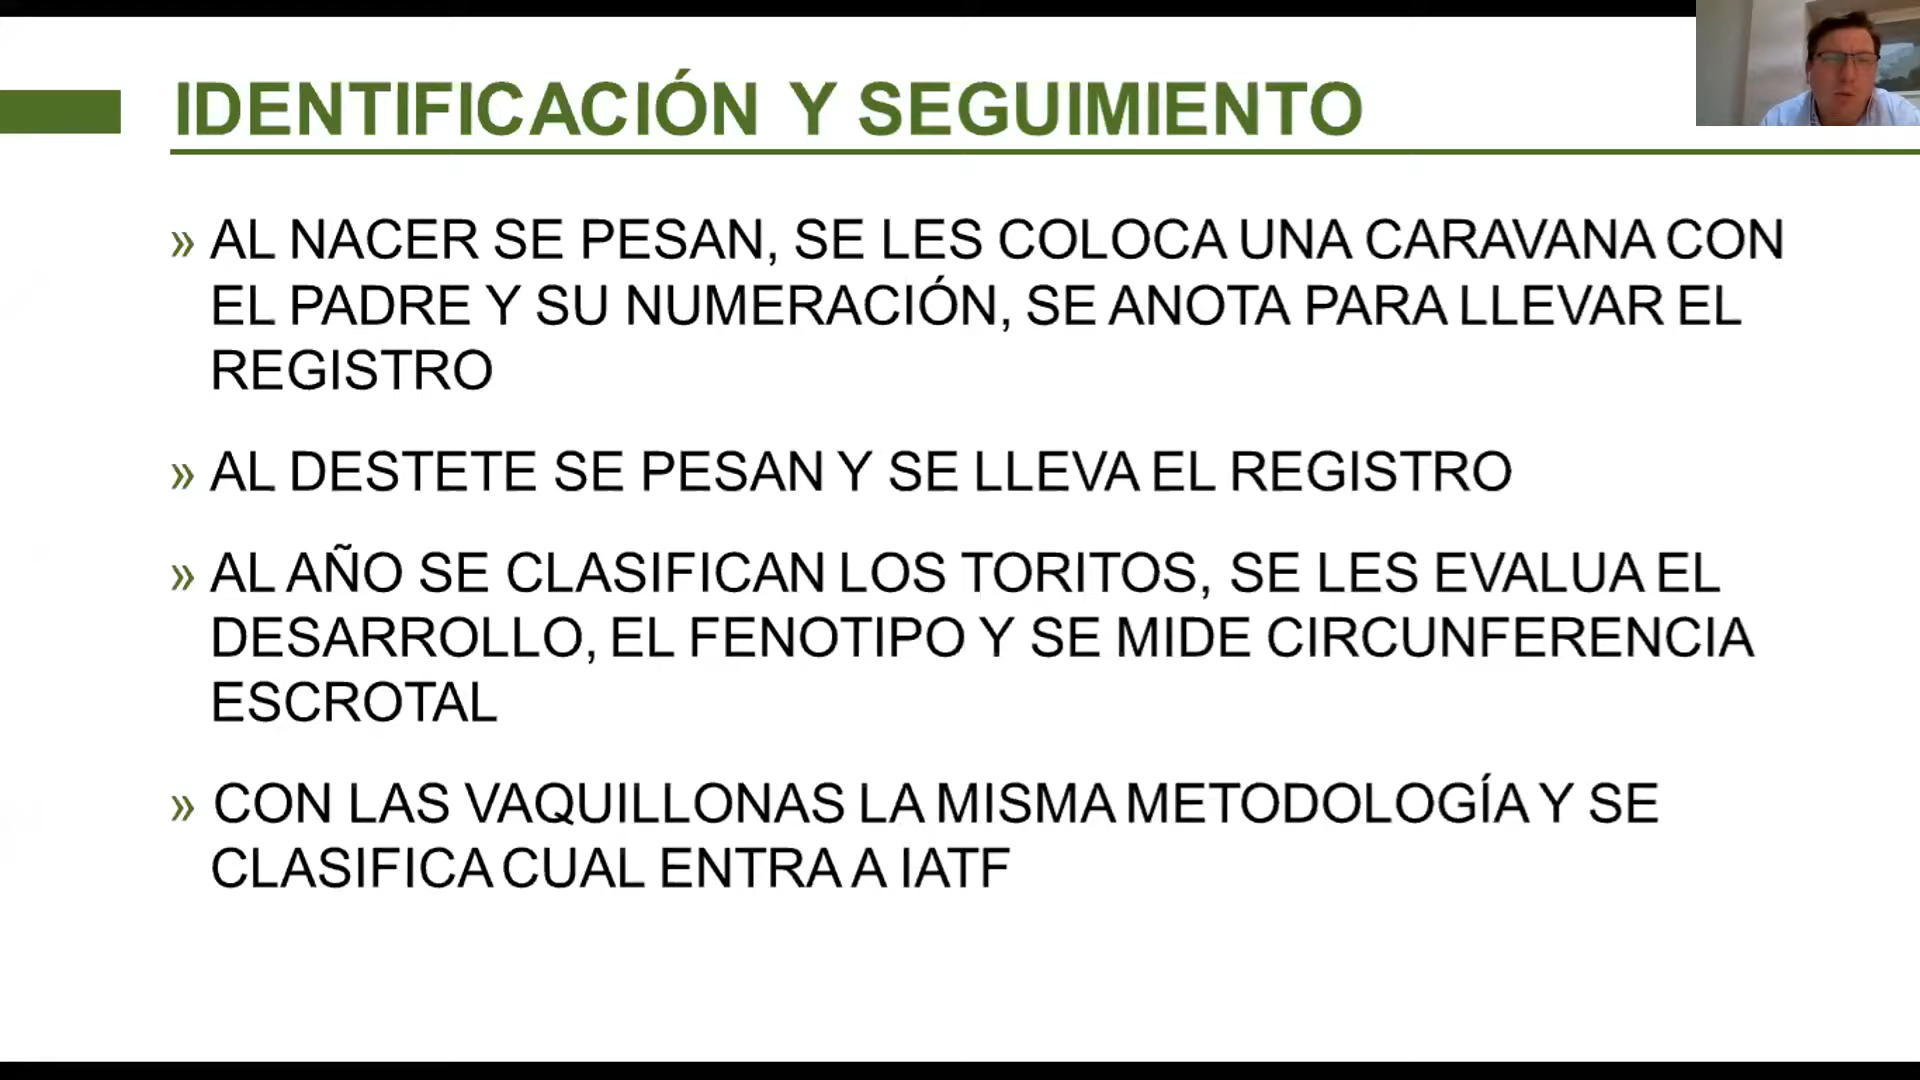 IDENTIFICACIÓN Y SEGUIMIENTO
» AL NACER SE PESAN, SE LES COLOCA UNA CARAVANA CON
EL PADRE Y SU NUMERACIÓN, SE ANOTA PARA LLEVAR EL
REGISTRO
» AL DESTETE SE PESAN Y SE LLEVA EL REGISTRO
» AL AÑO SE CLASIFICAN LOS TORITOS, SE LES EVALUA EL
DESARROLLO, EL FENOTIPO Y SE MIDE CIRCUNFERENCIA
ESCROTAL
» CON LAS VAQUILLONAS LA MISMA METODOLOGÍA Y SE
CLASIFICA CUAL ENTRA A IATF